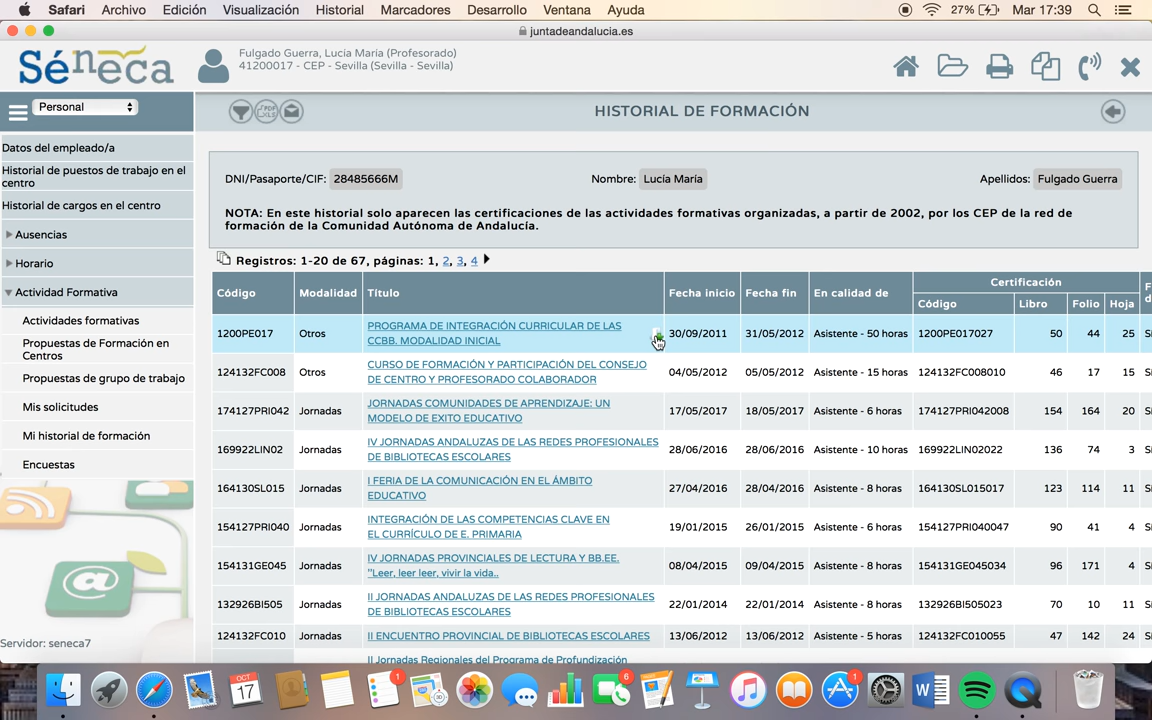 Safari Archivo Edición Visualización Historial Marcadores Desarrollo Ventana Ayuda 27% Mar 17:39
juntadeandalucia.es
Séneca
Fulgado Guerra, Lucía María (Profesorado)
41200017 - CEP - Sevilla (Sevilla - Sevilla)
Personal
PDF
XLS
HISTORIAL DE FORMACIÓN
Datos del empleado/a
Historial de puestos de trabajo en el
centro
Historial de cargos en el centro
Ausencias
Horario
Actividad Formativa
Actividades formativas
Propuestas de Formación en
Centros
Propuestas de grupo de trabajo
Mis solicitudes
Mi historial de formación
Encuestas
@
Servidor: seneca7
DNI/Pasaporte/CIF: 28485666M Nombre: Lucía María Apellidos: Fulgado Guerra
NOTA: En este historial solo aparecen las certificaciones de las actividades formativas organizadas, a partir de 2002, por los CEP de la red de
formación de la Comunidad Autónoma de Andalucía.
Registros: 1-20 de 67, páginas: 1, 2, 3, 4
Certificación
Código Modalidad Título Fecha inicio Fecha fin En calidad de Código Libro Folio Hoja
1200PE017 Otros PROGRAMA DE INTEGRACIÓN CURRICULAR DE LAS
CCBB. MODALIDAD INICIAL 30/09/2011 31/05/2012 Asistente - 50 horas 1200PE017027 50 44 25
124132FC008 Otros CURSO DE FORMACIÓN Y PARTICIPACIÓN DEL CONSEJO
DE CENTRO Y PROFESORADO COLABORADOR 04/05/2012 05/05/2012 Asistente - 15 horas 124132FC008010 46 17 15
174127PRI042 Jornadas JORNADAS COMUNIDADES DE APRENDIZAJE: UN
MODELO DE EXITO EDUCATIVO 17/05/2017 18/05/2017 Asistente - 6 horas 174127PRI042008 154 164 20
169922LIN02 Jornadas IV JORNADAS ANDALUZAS DE LAS REDES PROFESIONALES
DE BIBLIOTECAS ESCOLARES 28/06/2016 28/06/2016 Asistente - 10 horas 169922LIN02022 136 74 3
164130SL015 Jornadas I FERIA DE LA COMUNICACIÓN EN EL ÁMBITO
EDUCATIVO 27/04/2016 28/04/2016 Asistente - 8 horas 164130SL015017 123 114 11
154127PRI040 Jornadas INTEGRACIÓN DE LAS COMPETENCIAS CLAVE EN
EL CURRÍCULO DE E. PRIMARIA 19/01/2015 26/01/2015 Asistente - 6 horas 154127PRI040047 90 41 4
154131GE045 Jornadas IV JORNADAS PROVINCIALES DE LECTURA Y BB.EE.
"Leer, leer leer, vivir la vida.. 08/04/2015 09/04/2015 Asistente - 8 horas 154131GE045034 96 171 4
132926BI505 Jornadas II JORNADAS ANDALUZAS DE LAS REDES PROFESIONALES
DE BIBLIOTECAS ESCOLARES 22/01/2014 22/01/2014 Asistente - 8 horas 132926BI505023 70 10 11
124132FC010 Jornadas II ENCUENTRO PROVINCIAL DE BIBLIOTECAS ESCOLARES 13/06/2012 13/06/2012 Asistente - 5 horas 124132FC010055 47 142 24
II Jornadas Regionales del Programa de Profundización
OCT
17
1
6
1